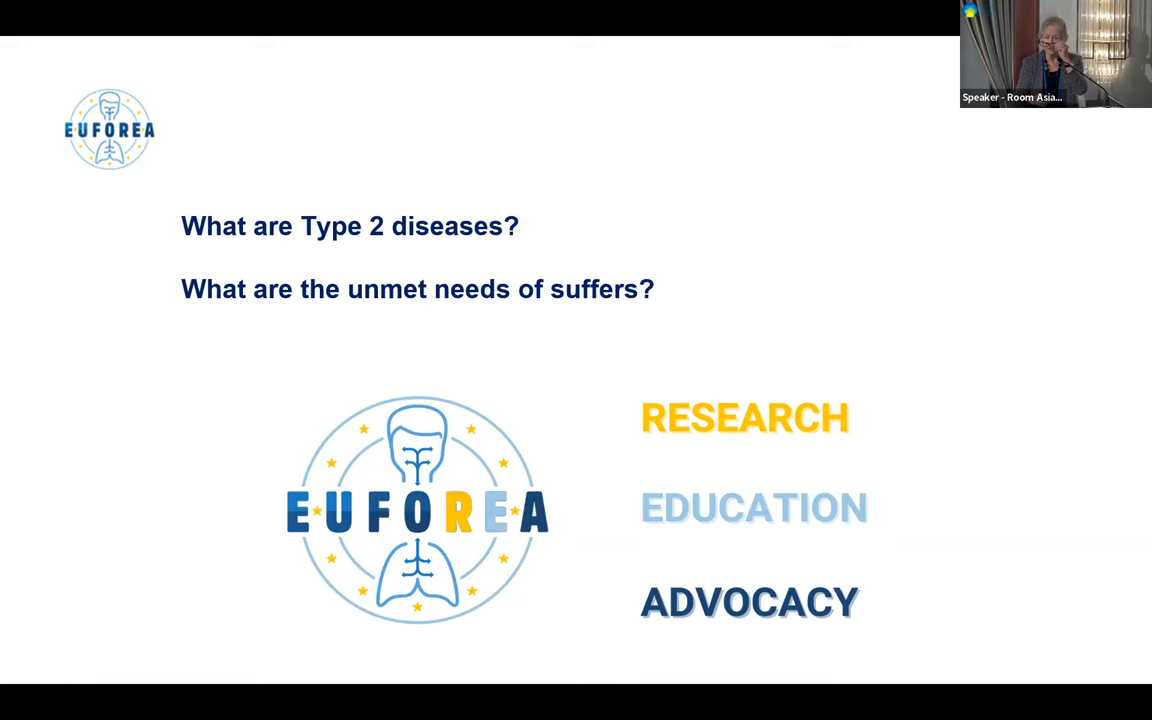 Speaker - Room Asia...
EUFOREA
What are Type 2 diseases?
What are the unmet needs of suffers?
EUFOREA
RESEARCH
EDUCATION
ADVOCACY